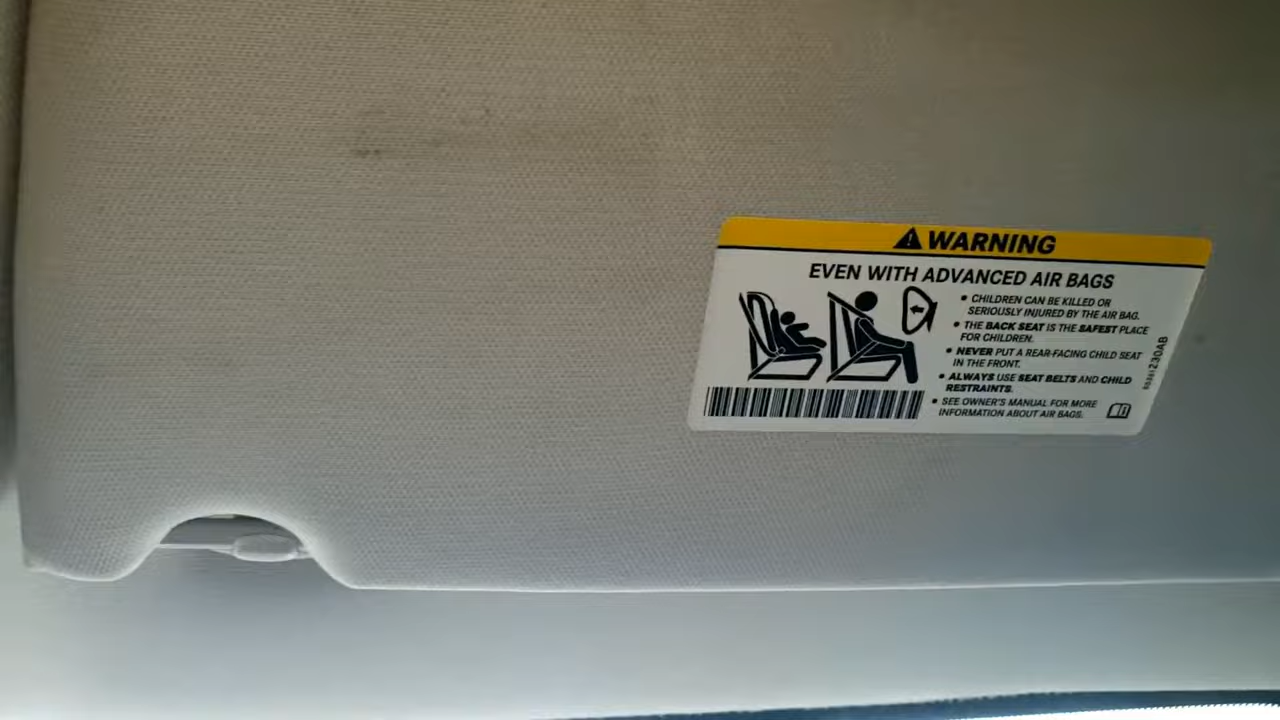 WARNING
EVEN WITH ADVANCED AIR BAGS
• CHILDREN CAN BE KILLED OR
SERIOUSLY INJURED BY THE AIR BAG.
• THE BACK SEAT IS THE SAFEST PLACE
FOR CHILDREN.
• NEVER PUT A REAR-FACING CHILD SEAT
IN THE FRONT.
• ALWAYS USE SEAT BELTS AND CHILD
RESTRAINTS.
• SEE OWNER'S MANUAL FOR MORE
INFORMATION ABOUT AIR BAGS.
230AB